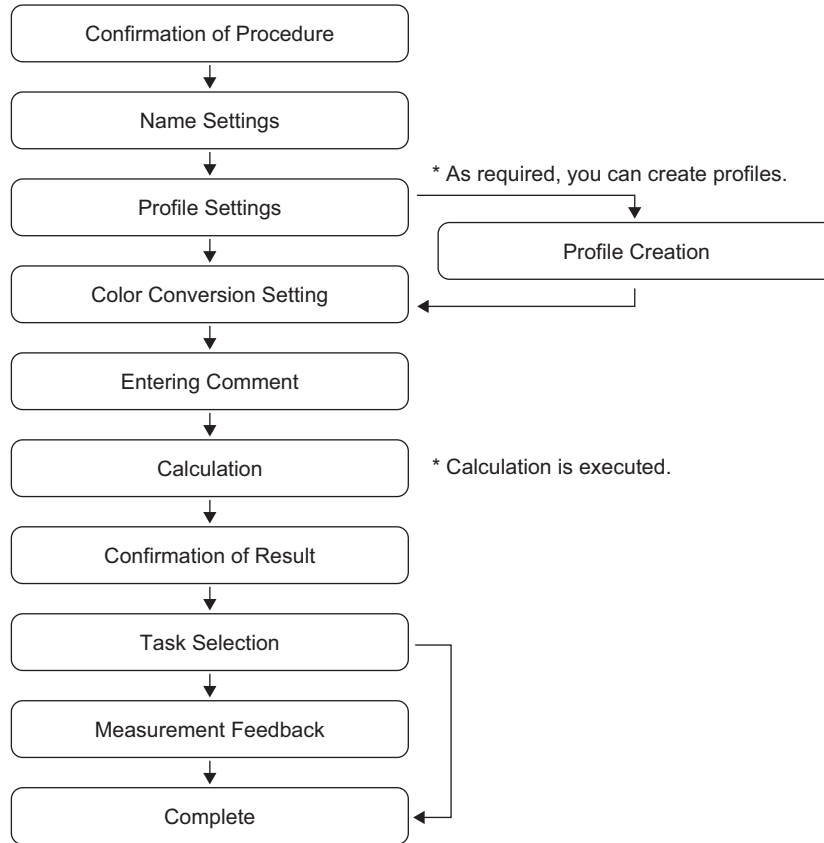 Confirmation of Procedure
Name Settings
* As required, you can create profiles.
Profile Settings
Profile Creation
Color Conversion Setting
Entering Comment
Calculation
* Calculation is executed.
Confirmation of Result
Task Selection
Measurement Feedback
Complete